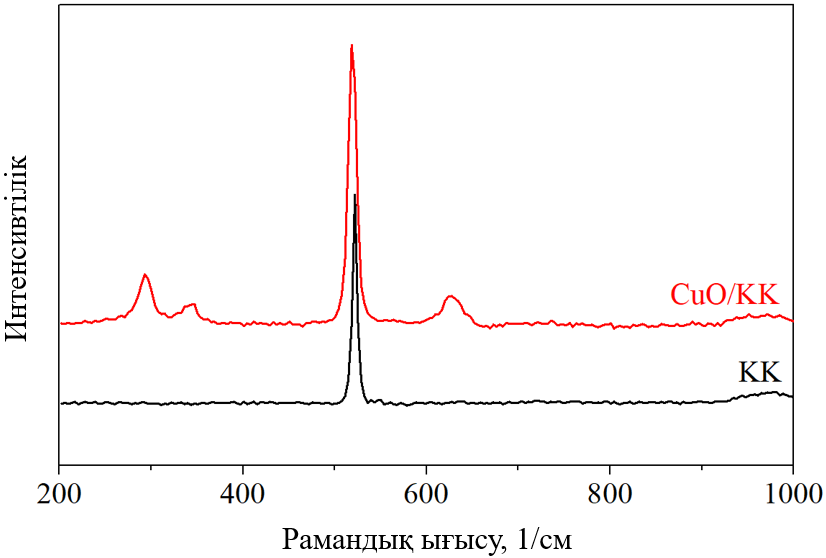 Интенсивтілік
CuO/KK
KK
200
400
600
800
1000
Рамандық ығысу, 1/см